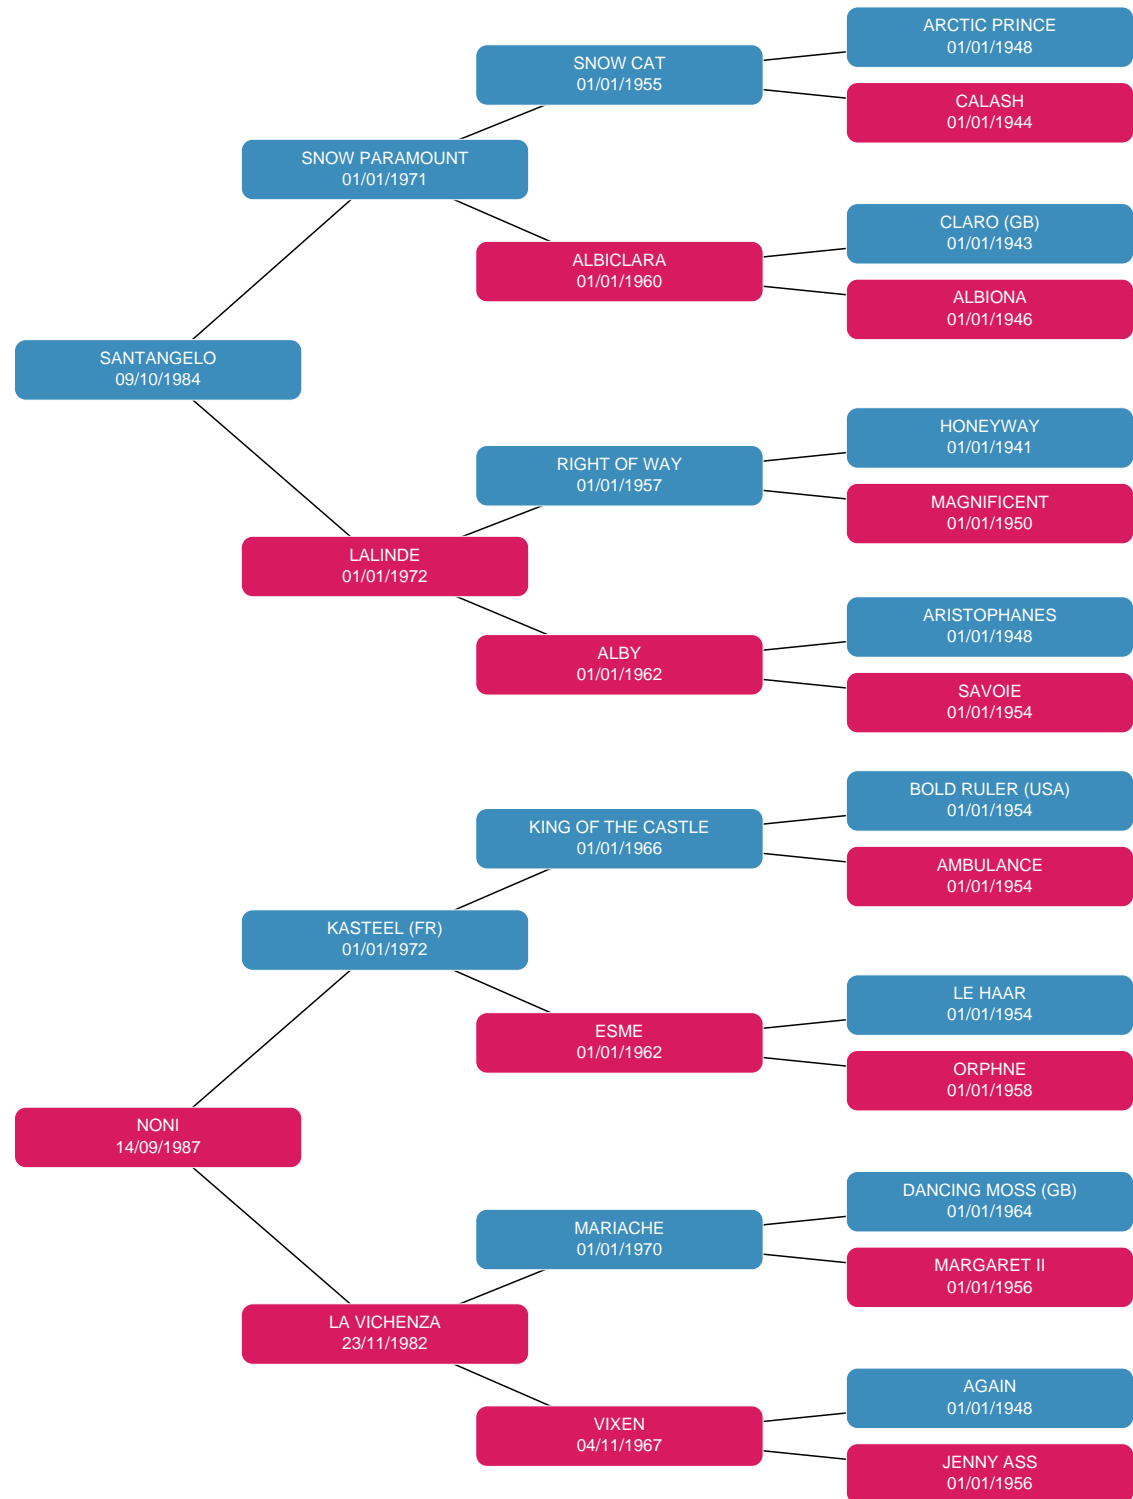 ARCTIC PRINCE
01/01/1948
SNOW CAT
01/01/1955
CALASH
01/01/1944
SNOW PARAMOUNT
01/01/1971
CLARO (GB)
01/01/1943
ALBICLARA
01/01/1960
ALBIONA
01/01/1946
SANTANGELO
09/10/1984
HONEYWAY
01/01/1941
RIGHT OF WAY
01/01/1957
MAGNIFICENT
01/01/1950
LALINDE
01/01/1972
ARISTOPHANES
01/01/1948
ALBY
01/01/1962
SAVOIE
01/01/1954
BOLD RULER (USA)
01/01/1954
KING OF THE CASTLE
01/01/1966
AMBULANCE
01/01/1954
KASTEEL (FR)
01/01/1972
LE HAAR
01/01/1954
ESME
01/01/1962
ORPHNE
01/01/1958
NONI
14/09/1987
DANCING MOSS (GB)
01/01/1964
MARIACHE
01/01/1970
MARGARET II
01/01/1956
LA VICHENZA
23/11/1982
AGAIN
01/01/1948
VIXEN
04/11/1967
JENNY ASS
01/01/1956